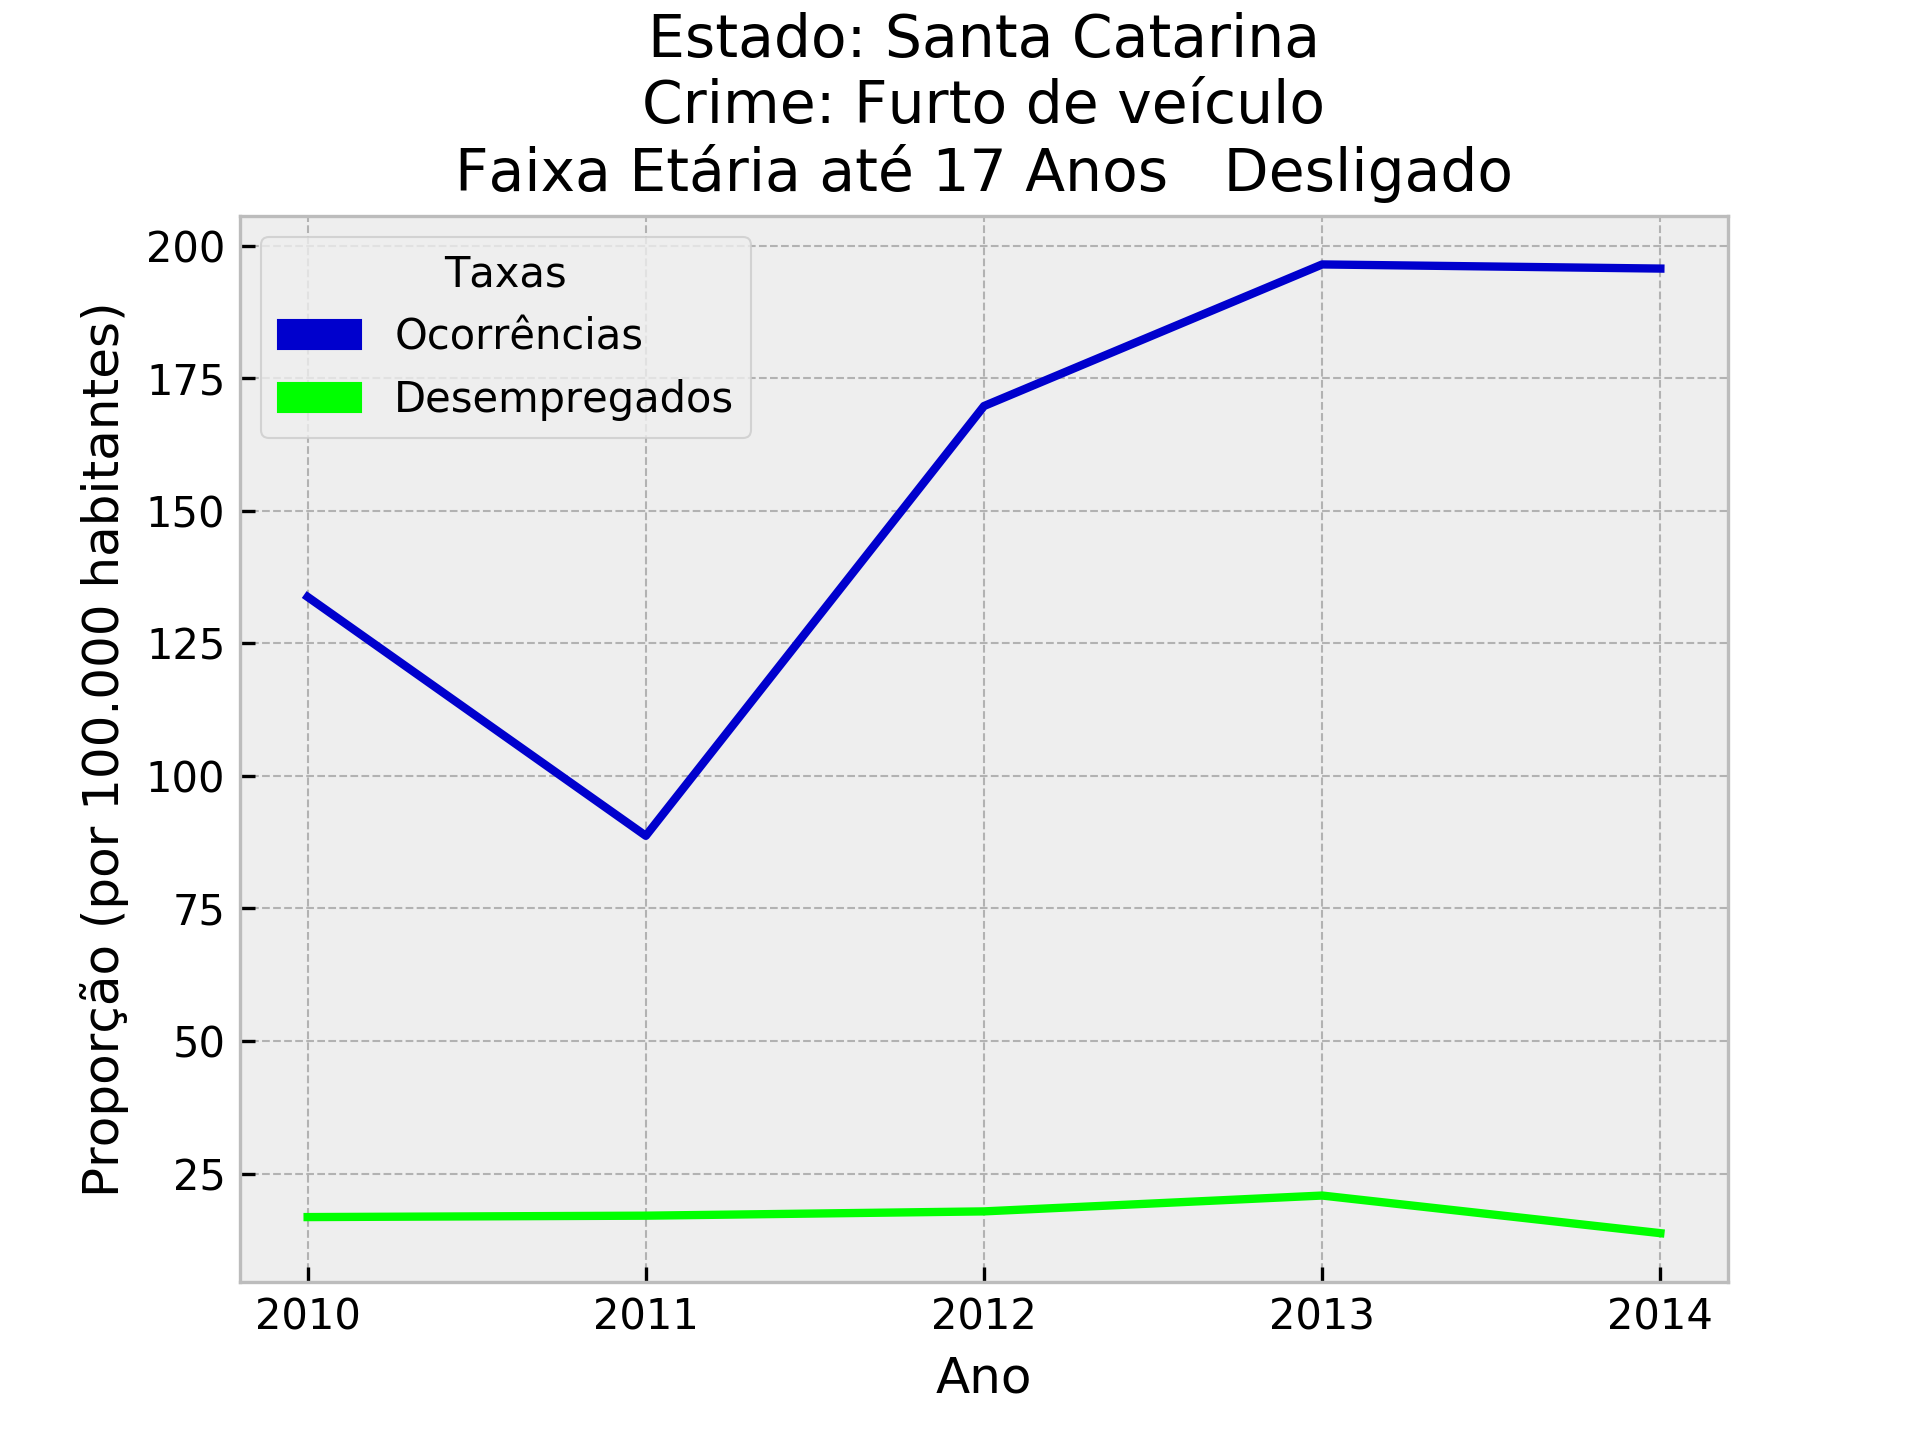 Estado: Santa Catarina
Crime: Furto de veículo
Faixa Etária até 17 Anos   Desligado
Taxas
Ocorrências
Desempregados
Proporção (por 100.000 habitantes)
200
175
150
125
100
75
50
25
2010 2011 2012 2013 2014
Ano